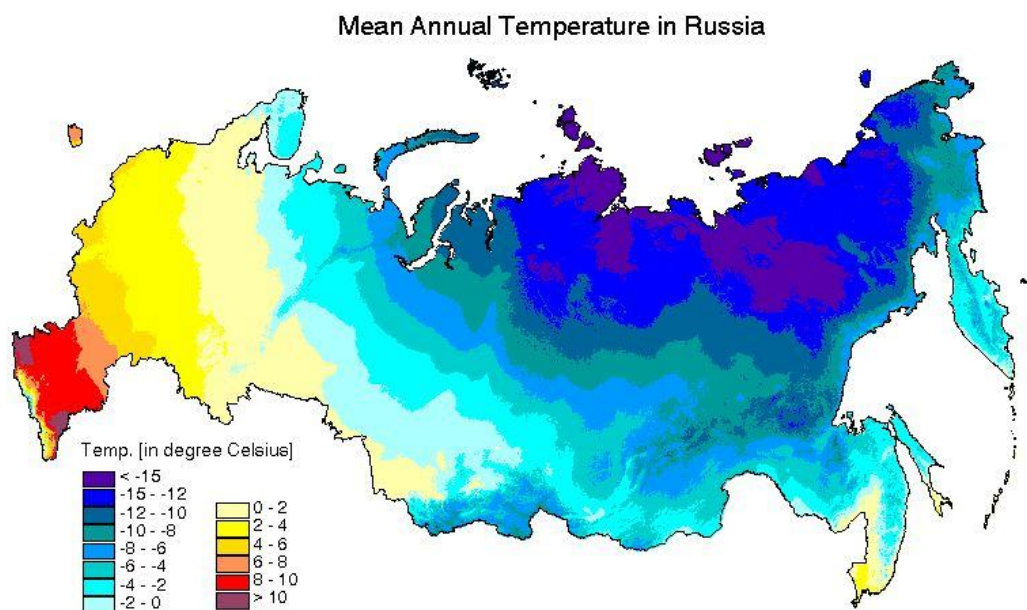 Mean Annual Temperature in Russia
Temp. [in degree Celsius]
< -15
-15 - -12
-12 - -10
-10 - -8
-8 - -6
-6 - -4
-4 - -2
-2 - 0
0 - 2
2 - 4
4 - 6
6 - 8
8 - 10
> 10